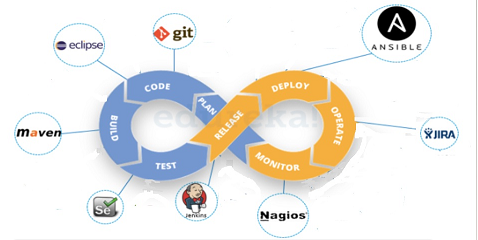 git
eclipse
ANSIBLE
CODE
PLAN
DEPLOY
BUILD
RELEASE
OPERATE
maven
JIRA
TEST
MONITOR
Se
Jenkins
Nagios